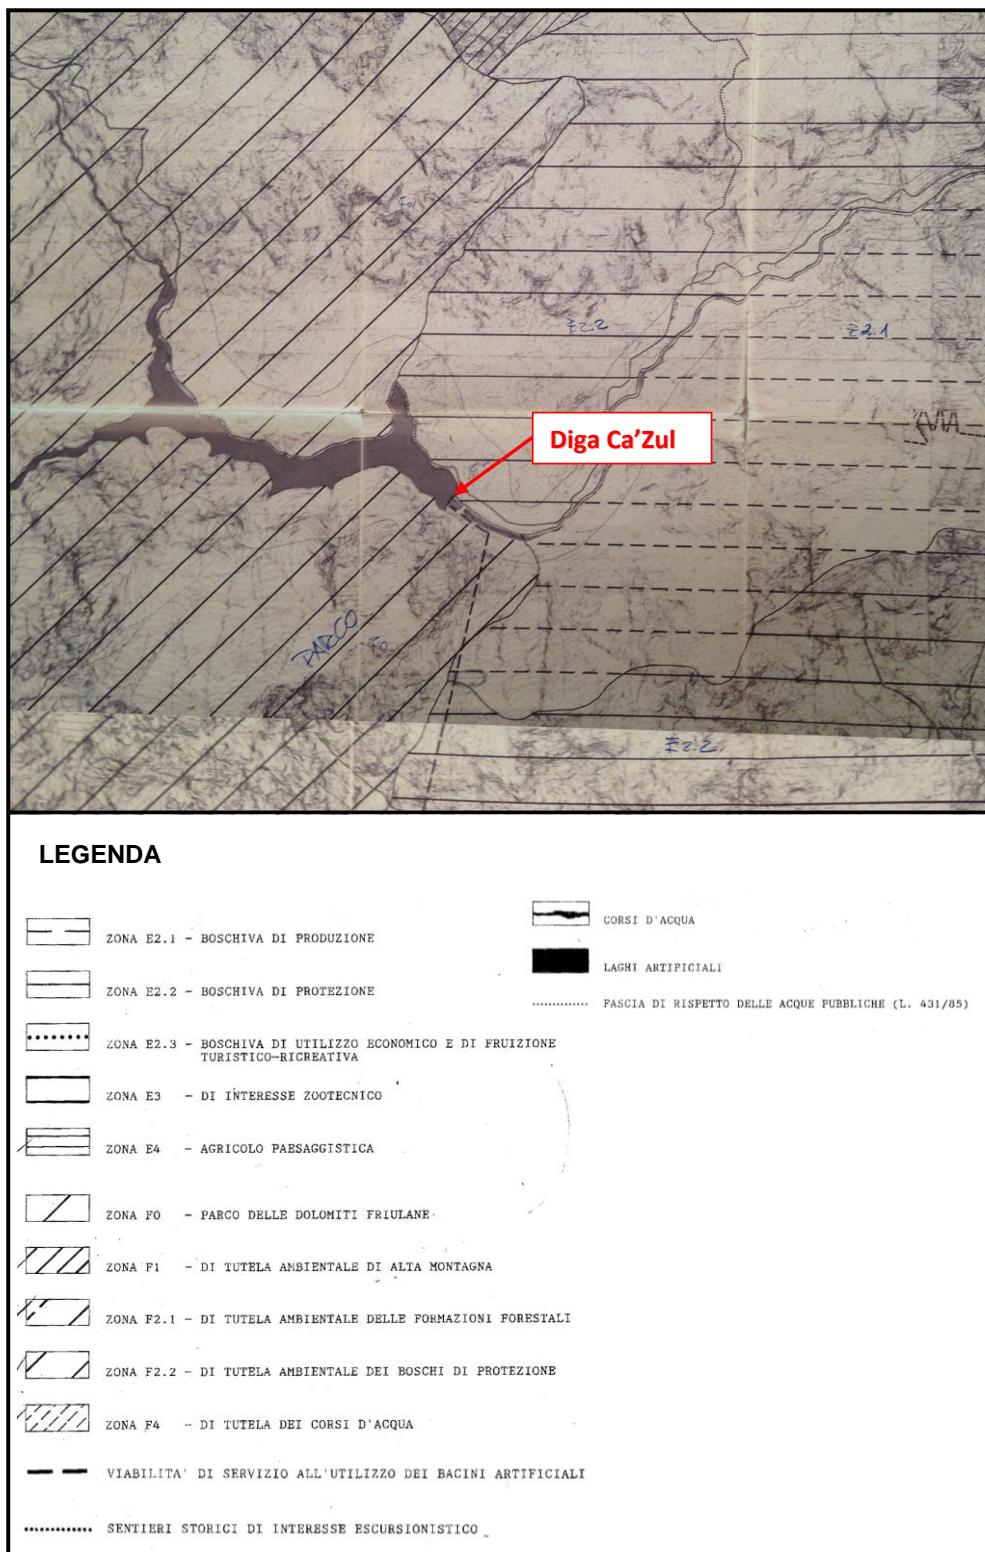 Fo
Ez.2
E2.1
Diga Ca'Zul
PARCO
Fo
Ez.2
LEGENDA
ZONA E2.1 - BOSCHIVA DI PRODUZIONE
ZONA E2.2 - BOSCHIVA DI PROTEZIONE
ZONA E2.3 - BOSCHIVA DI UTILIZZO ECONOMICO E DI FRUIZIONE
TURISTICO-RICREATIVA
ZONA E3 - DI INTERESSE ZOOTECNICO
ZONA E4 - AGRICOLO PAESAGGISTICA
ZONA F0 - PARCO DELLE DOLOMITI FRIULANE
ZONA F1 - DI TUTELA AMBIENTALE DI ALTA MONTAGNA
ZONA F2.1 - DI TUTELA AMBIENTALE DELLE FORMAZIONI FORESTALI
ZONA F2.2 - DI TUTELA AMBIENTALE DEI BOSCHI DI PROTEZIONE
ZONA F4 - DI TUTELA DEI CORSI D'ACQUA
VIABILITA' DI SERVIZIO ALL'UTILIZZO DEI BACINI ARTIFICIALI
SENTIERI STORICI DI INTERESSE ESCURSIONISTICO
CORSI D'ACQUA
LAGHI ARTIFICIALI
FASCIA DI RISPETTO DELLE ACQUE PUBBLICHE (L. 431/85)